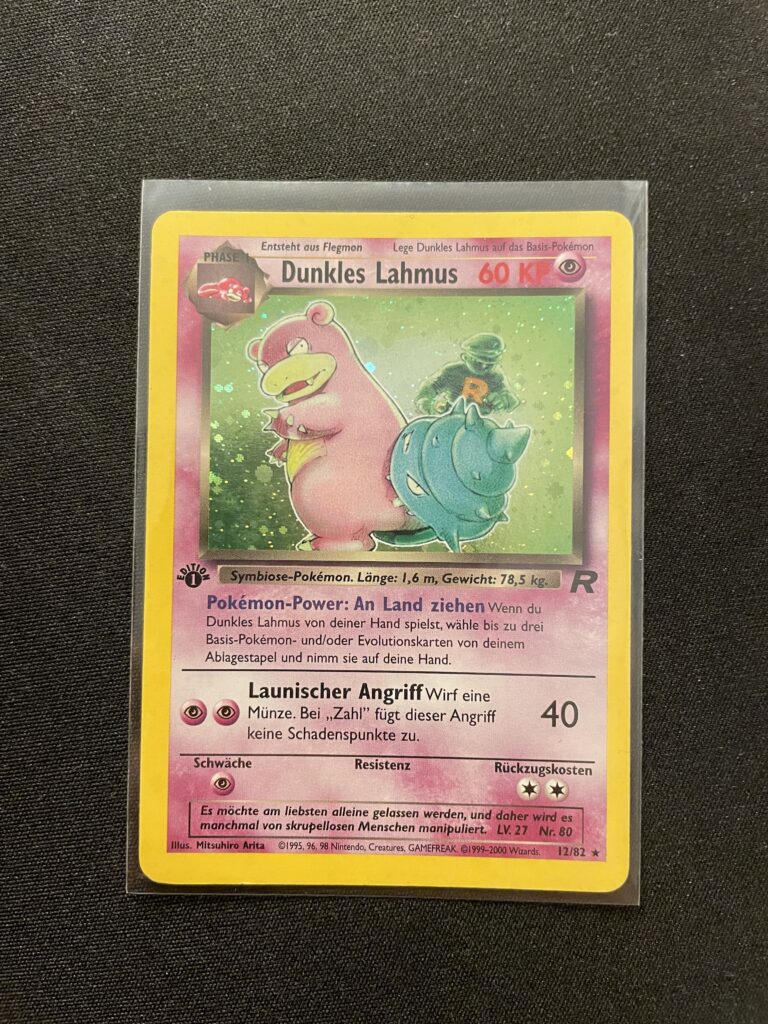 Entsteht aus Flegmon
Lege Dunkles Lahmus auf das Basis-Pokémon
PHASE 1
Dunkles Lahmus 60 KP
R
EDITION 1
Symbiose-Pokémon. Länge: 1,6 m, Gewicht: 78,5 kg.
R
Pokémon-Power: An Land ziehen Wenn du
Dunkles Lahmus von deiner Hand spielst, wähle bis zu drei
Basis-Pokémon- und/oder Evolutionskarten von deinem
Ablagestapel und nimm sie auf deine Hand.
Launischer Angriff Wirf eine
Münze. Bei „Zahl” fügt dieser Angriff
keine Schadenspunkte zu.
40
Schwäche
Resistenz
Rückzugskosten
Es möchte am liebsten alleine gelassen werden, und daher wird es
manchmal von skrupellosen Menschen manipuliert. LV. 27 Nr. 80
Illus. Mitsuhiro Arita ©1995, 96, 98 Nintendo, Creatures, GAMEFREAK. ©1999-2000 Wizards. 12/82 ★